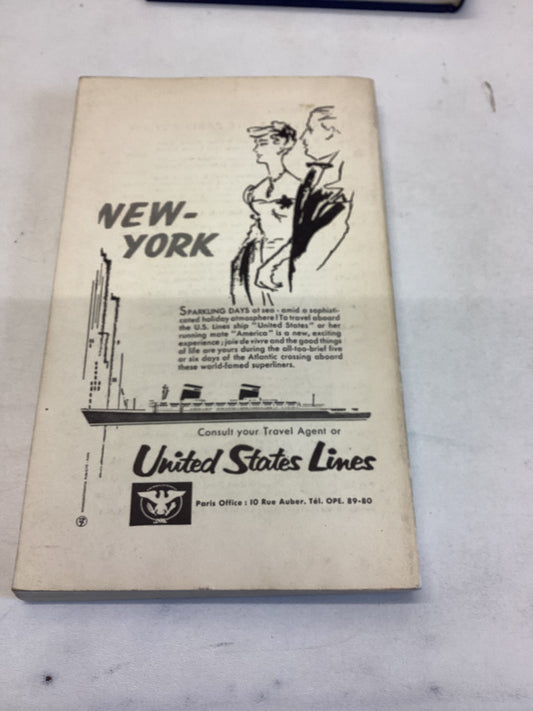 NEW-
YORK
SPARKLING DAYS at sea - amid a sophisti-
cated holiday atmosphere! To travel aboard
the U.S. Lines ship "United States" or her
running mate "America" is a new, exciting
experience ; joie de vivre and the good things
of life are yours during the all-too-brief five
or six days of the Atlantic crossing aboard
these world-famed superliners.
Consult your Travel Agent or
United States Lines
Paris Office : 10 Rue Auber. Tél. OPE. 89-80